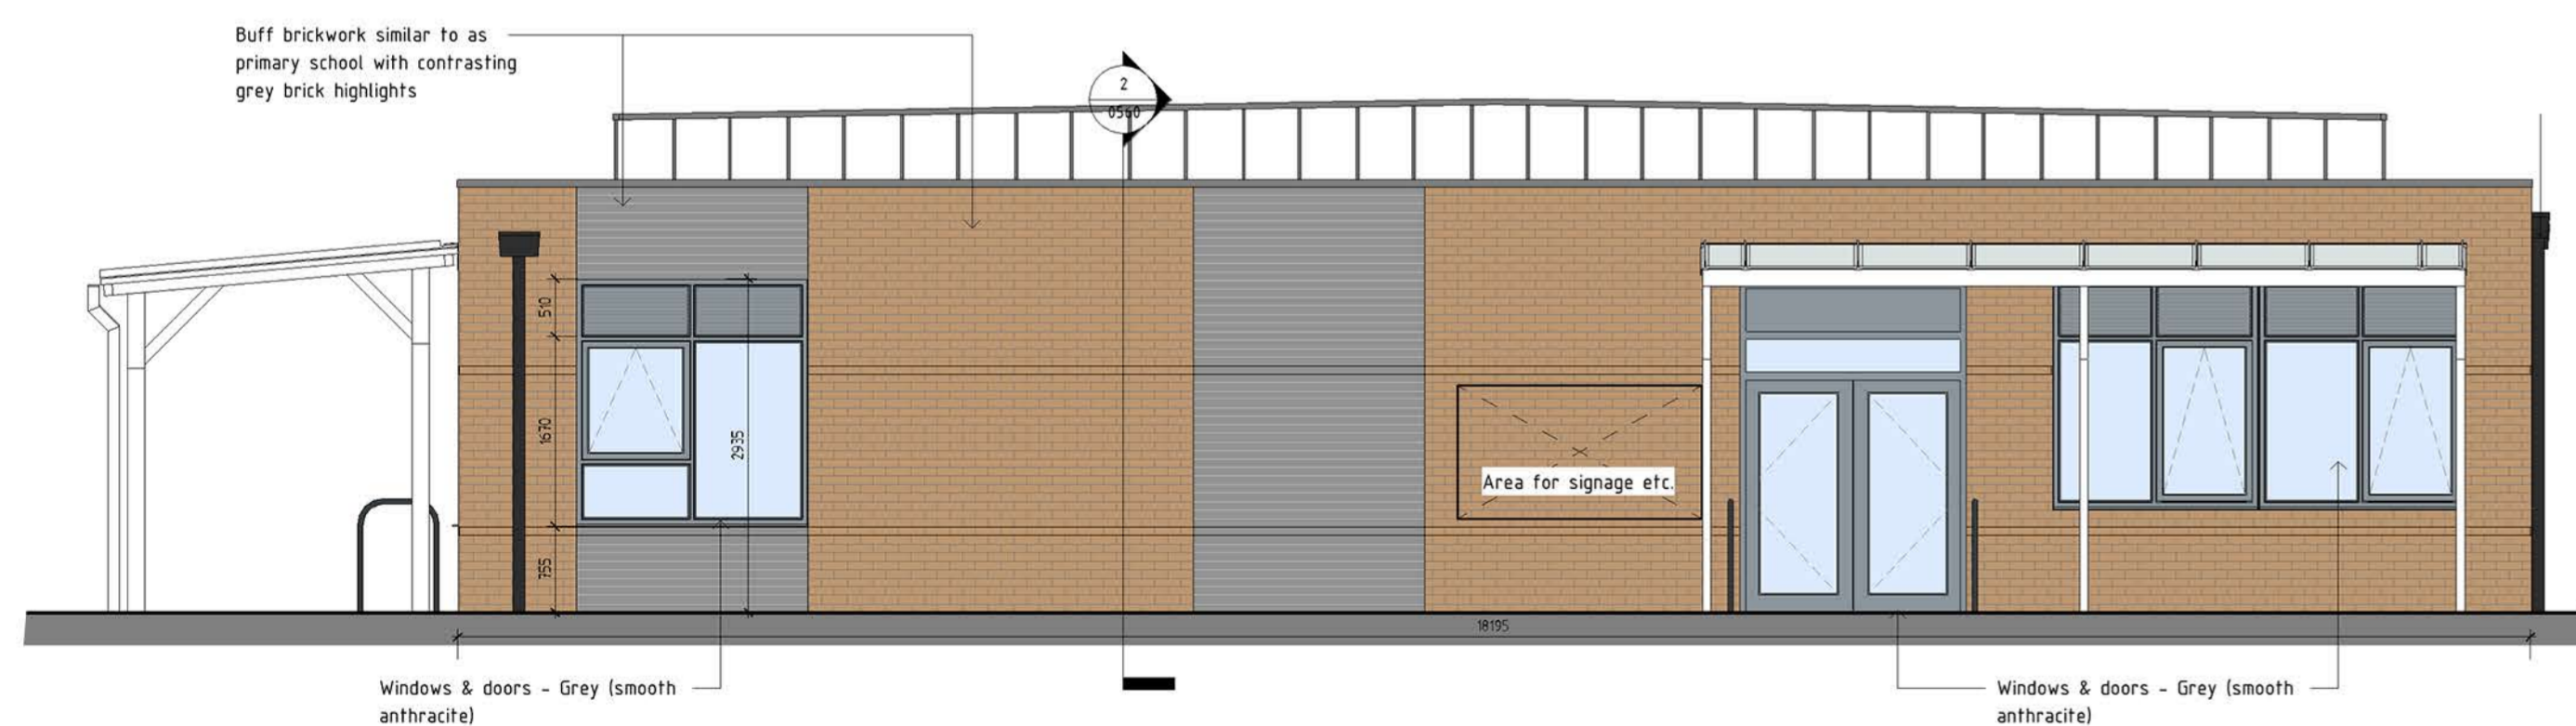 Buff brickwork similar to as
primary school with contrasting
grey brick highlights
2
0560
510
1670
2935
755
Area for signage etc.
18195
Windows & doors - Grey (smooth
anthracite)
Windows & doors - Grey (smooth
anthracite)